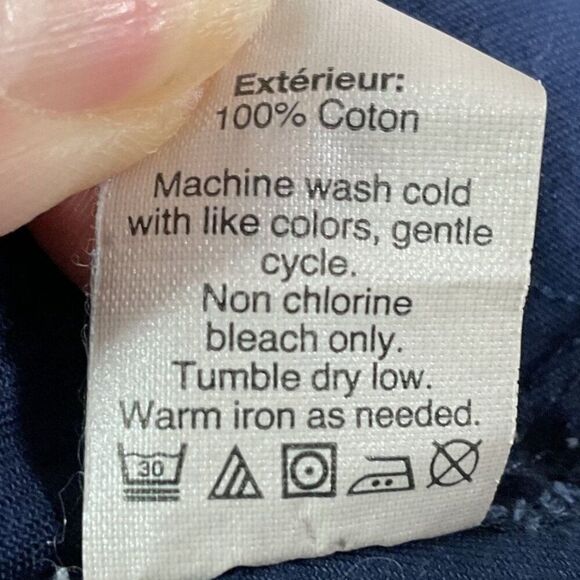 Extérieur:
100% Coton
Machine wash cold
with like colors, gentle
cycle.
Non chlorine
bleach only.
Tumble dry low.
Warm iron as needed.
30